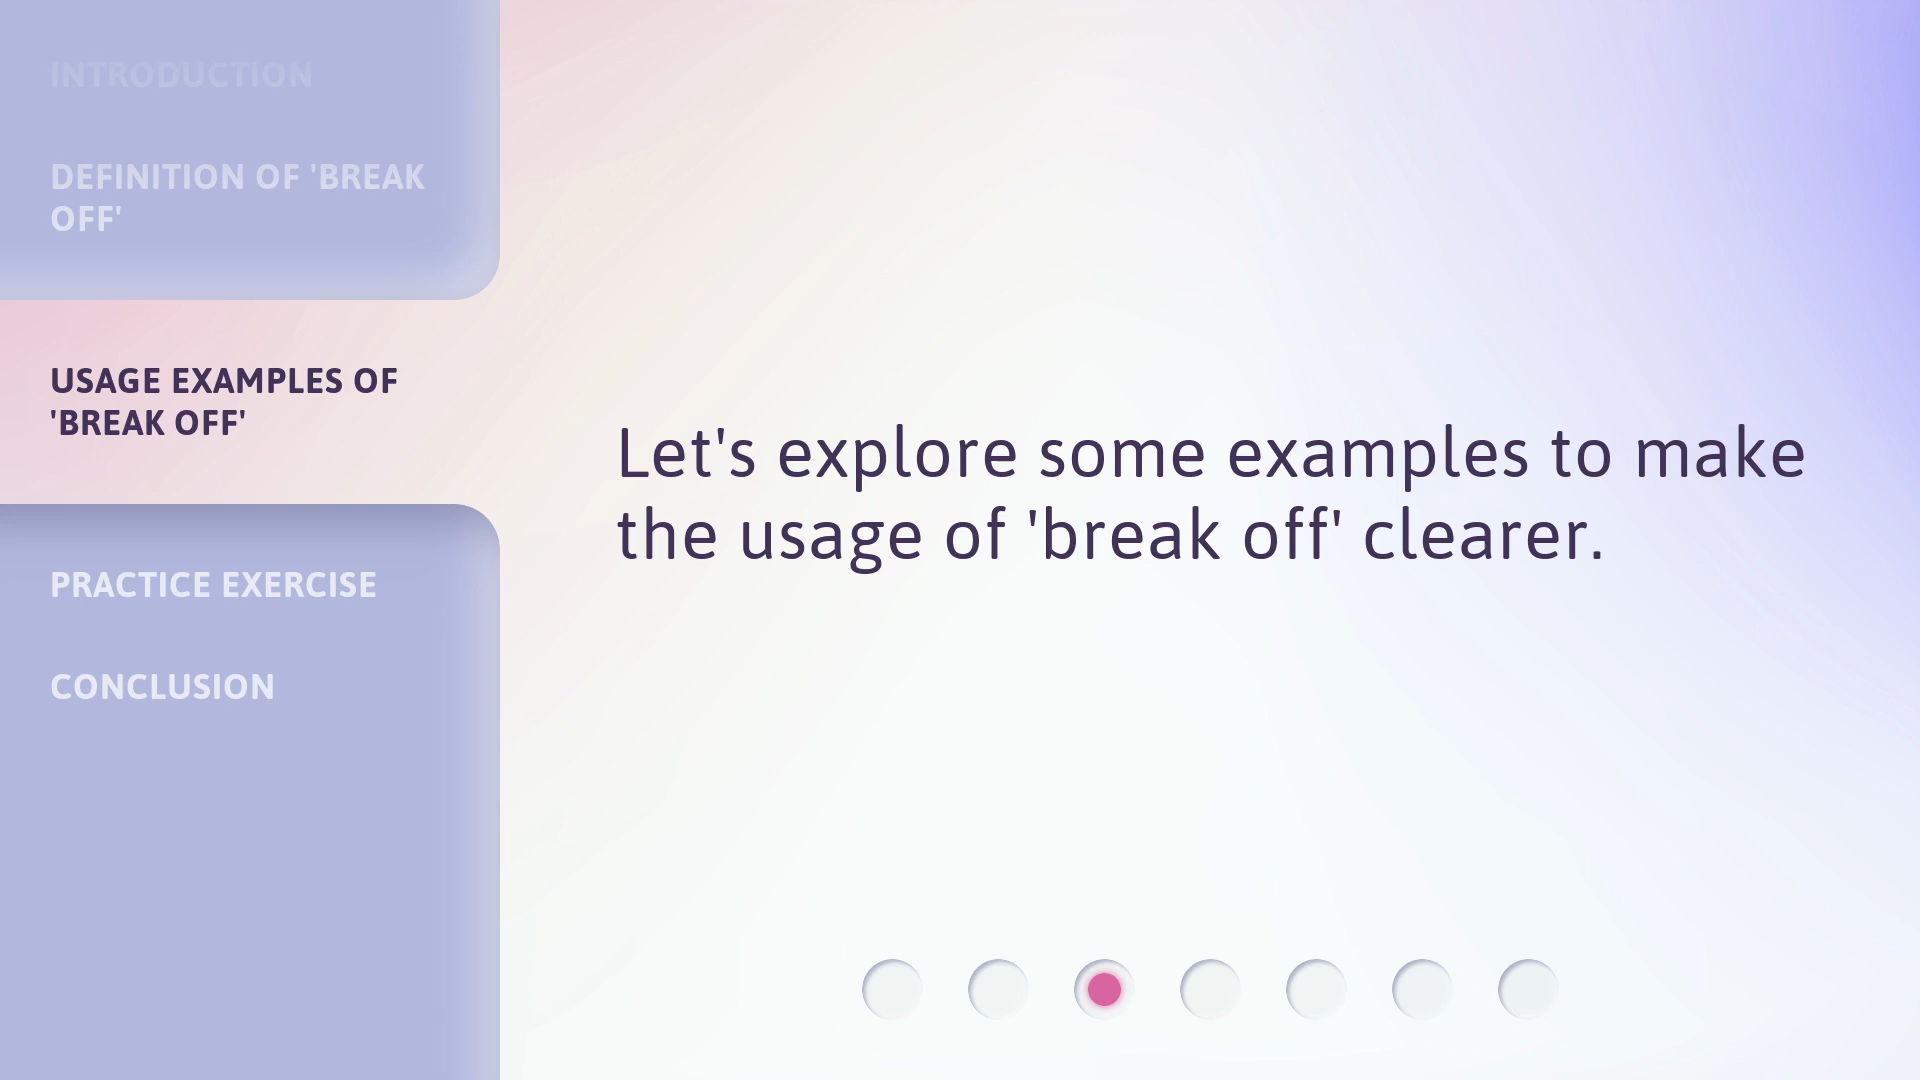 INTRODUCTION
DEFINITION OF 'BREAK
OFF'
USAGE EXAMPLES OF
'BREAK OFF'
PRACTICE EXERCISE
CONCLUSION
Let's explore some examples to make
the usage of 'break off' clearer.